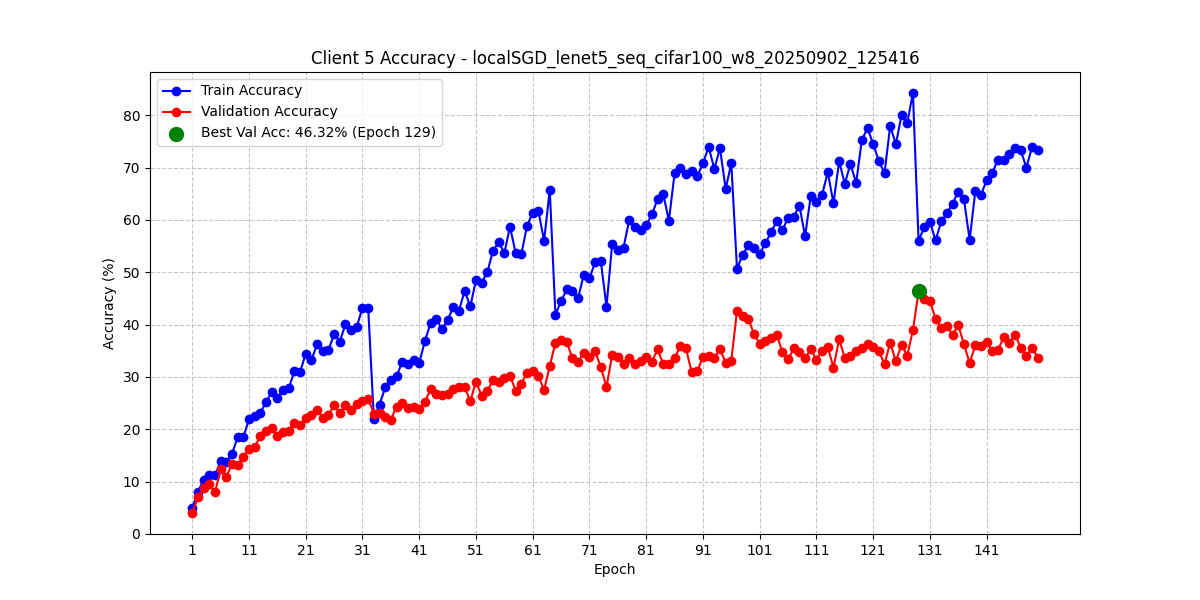 Client 5 Accuracy - localSGD_lenet5_seq_cifar100_w8_20250902_125416
Train Accuracy
Validation Accuracy
Best Val Acc: 46.32% (Epoch 129)
Accuracy (%)
80
70
60
50
40
30
20
10
0
1 11 21 31 41 51 61 71 81 91 101 111 121 131 141
Epoch